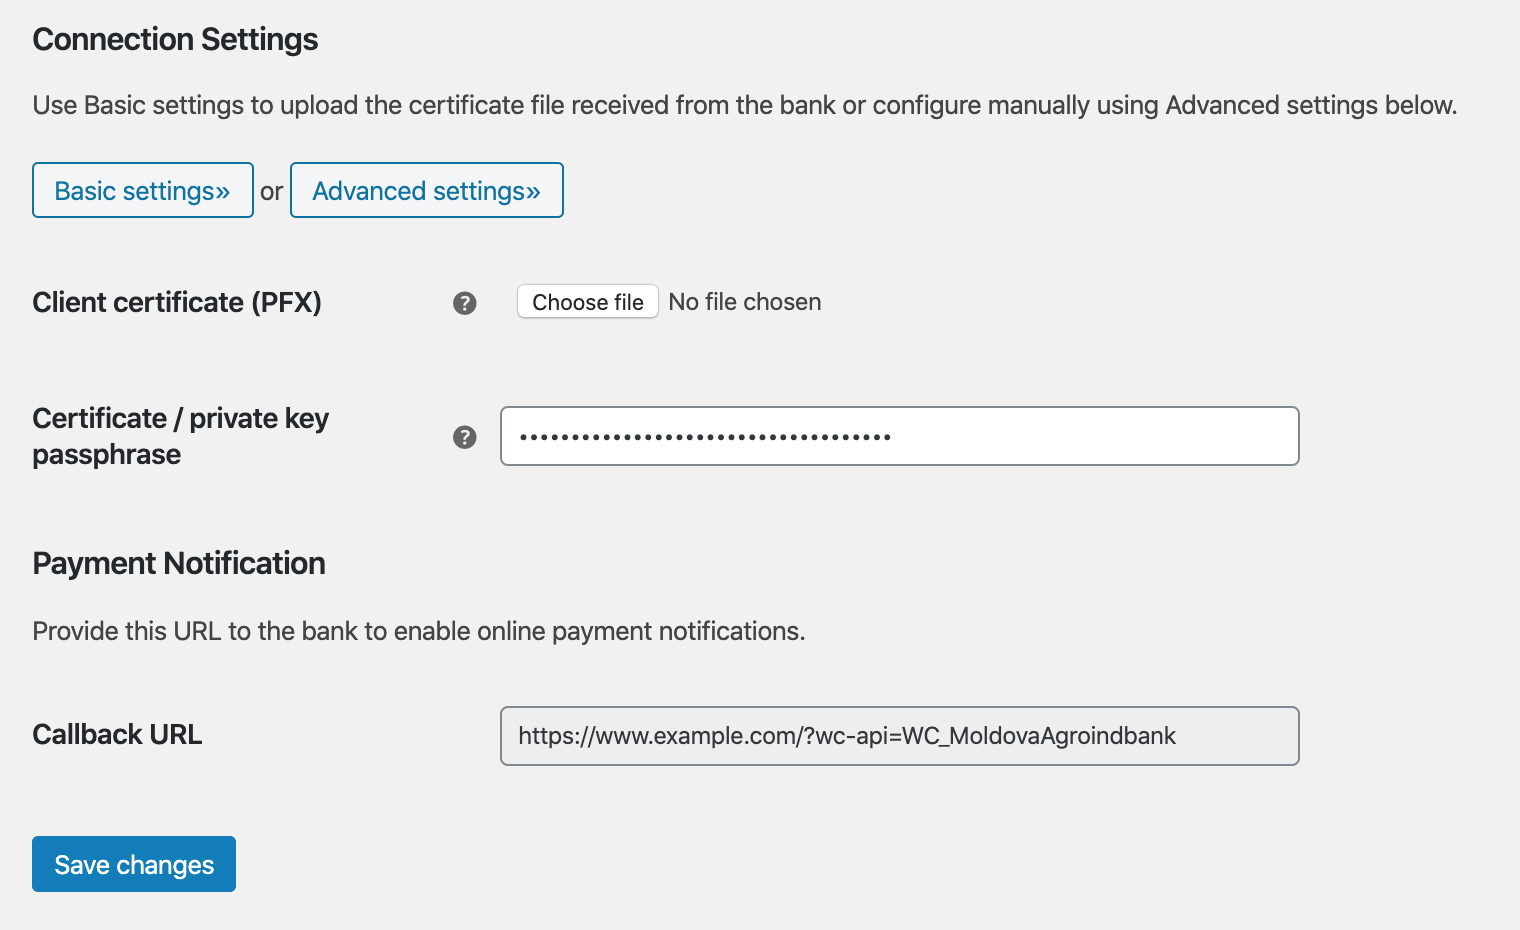 Connection Settings
Use Basic settings to upload the certificate file received from the bank or configure manually using Advanced settings below.
Basic settings» or Advanced settings»
Client certificate (PFX) ? Choose file No file chosen
Certificate / private key
passphrase ? ••••••••••••••••••••••••••••••••••••
Payment Notification
Provide this URL to the bank to enable online payment notifications.
Callback URL https://www.example.com/?wc-api=WC_MoldovaAgroindbank
Save changes